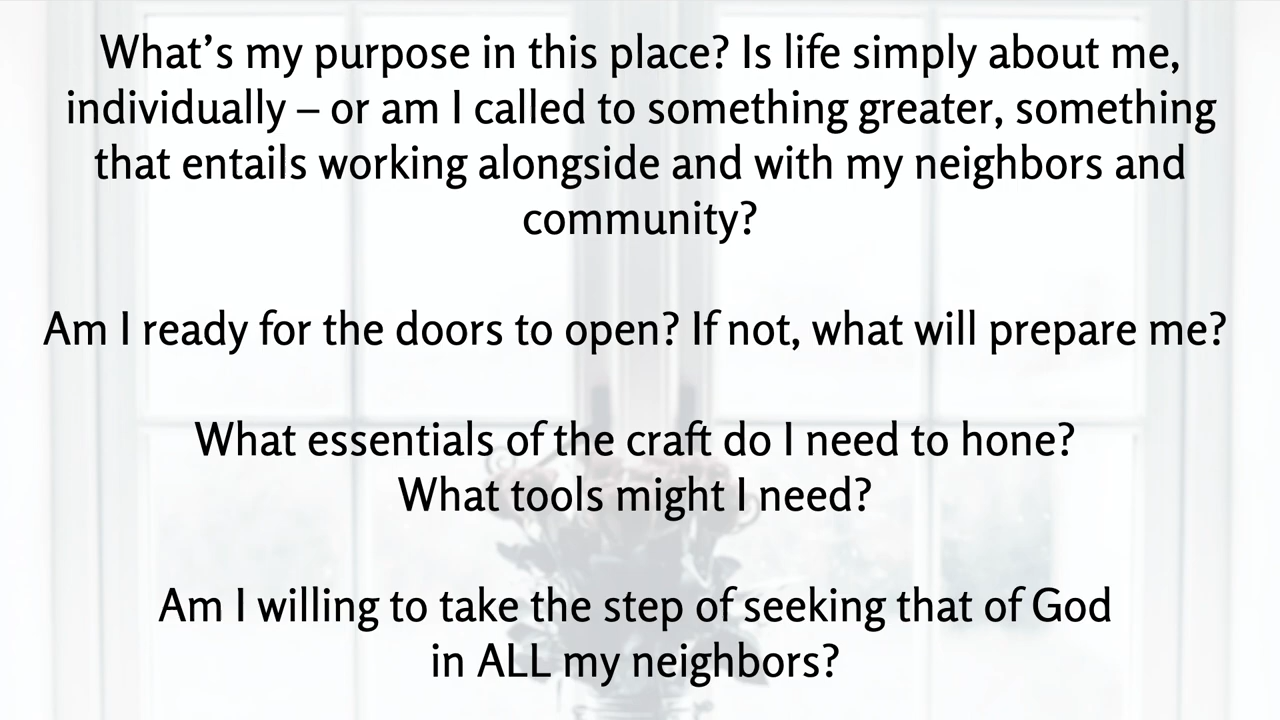 What’s my purpose in this place? Is life simply about me,
individually – or am I called to something greater, something
that entails working alongside and with my neighbors and
community?
Am I ready for the doors to open? If not, what will prepare me?
What essentials of the craft do I need to hone?
What tools might I need?
Am I willing to take the step of seeking that of God
in ALL my neighbors?